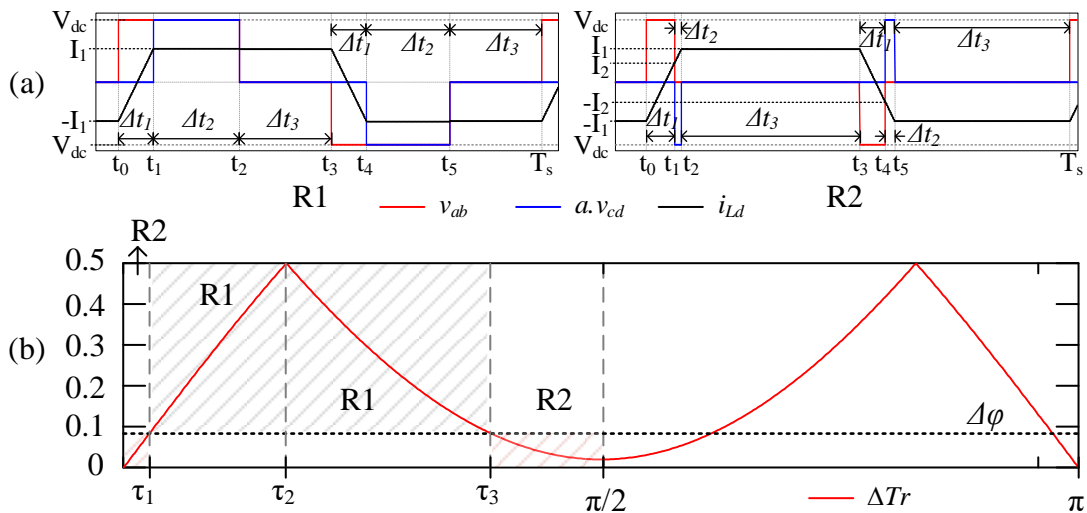 (a)
V_dc
I_1
-I_1
V_dc
Δt_1
Δt_2
Δt_3
Δt_1
Δt_2
Δt_3
t_0 t_1 t_2 t_3 t_4 t_5 T_s
R1
V_dc
I_1
I_2
-I_2
-I_1
V_dc
Δt_2
Δt_1
Δt_3
Δt_1
Δt_3
Δt_2
t_0 t_1 t_2 t_3 t_4 t_5 T_s
R2
v_ab
a.v_cd
i_Ld
(b)
R2
0.5
0.4
0.3
0.2
0.1
0
R1
R1
R2
Δφ
τ_1 τ_2 τ_3 π/2 π
ΔTr